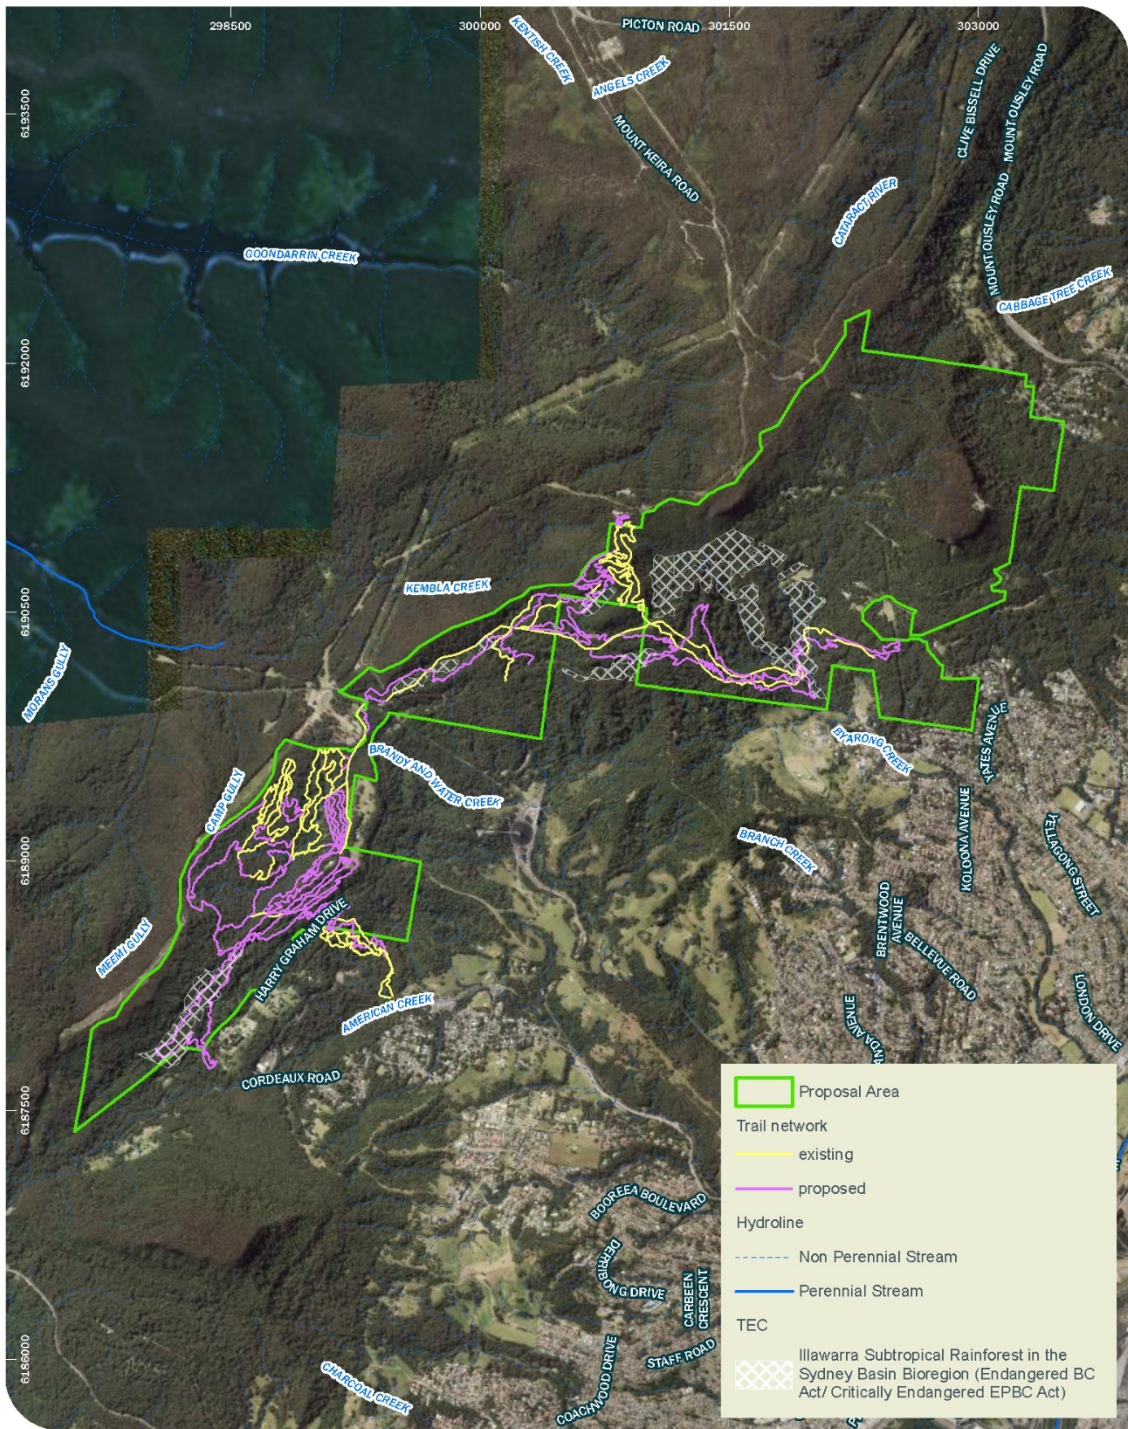 298500
300000
301500
303000
PICTON ROAD
KENTISH CREEK
ANGELS CREEK
CLIVE BISSELL DRIVE
MOUNT OUSLEY ROAD
6193500
MOUNT KEIRA ROAD
CATARACT RIVER
MOUNT OUSLEY ROAD
GOONDARRIN CREEK
CABBAGE TREE CREEK
6192000
KEMBLA CREEK
6190500
MORANS GULLY
BRANDY AND WATER CREEK
BYARONG CREEK
YATES AVENUE
CAMP GULLY
KOLOONA AVENUE
6189000
BRANCH CREEK
YELLAGONG STREET
BRENTWOOD
AVENUE
BELLEVUE ROAD
HARRY GRAHAM DRIVE
MEEMI GULLY
AMERICAN CREEK
LONDON DRIVE
NDA AVENUE
CORDEAUX ROAD
6187500
Proposal Area
Trail network
existing
proposed
Hydroline
Non Perennial Stream
Perennial Stream
TEC
Illawarra Subtropical Rainforest in the
Sydney Basin Bioregion (Endangered BC
Act/ Critically Endangered EPBC Act)
BOOREEA BOULEVARD
DERRIBONG DRIVE
CARBEEN
CRESCENT
STAFF ROAD
COACHWOOD DRIVE
6186000
CHARCOAL CREEK